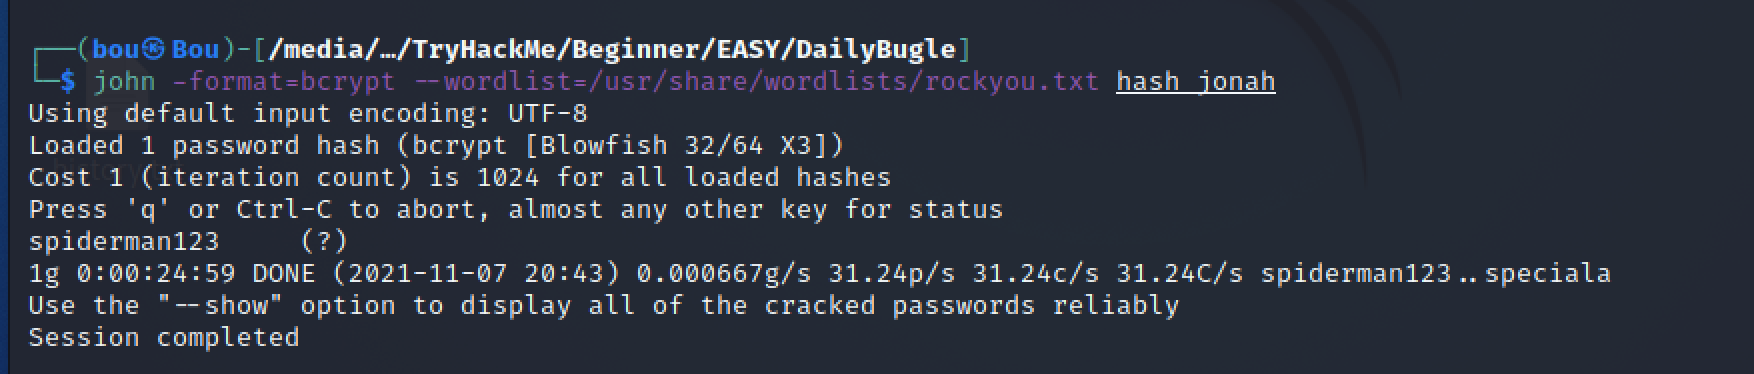 ┌──(bou㉿Bou)-[/media/…/TryHackMe/Beginner/EASY/DailyBugle]
└─$ john -format=bcrypt --wordlist=/usr/share/wordlists/rockyou.txt hash_jonah
Using default input encoding: UTF-8
Loaded 1 password hash (bcrypt [Blowfish 32/64 X3])
Cost 1 (iteration count) is 1024 for all loaded hashes
Press 'q' or Ctrl-C to abort, almost any other key for status
spiderman123     (?)
1g 0:00:24:59 DONE (2021-11-07 20:43) 0.000667g/s 31.24p/s 31.24c/s 31.24C/s spiderman123..speciala
Use the "--show" option to display all of the cracked passwords reliably
Session completed